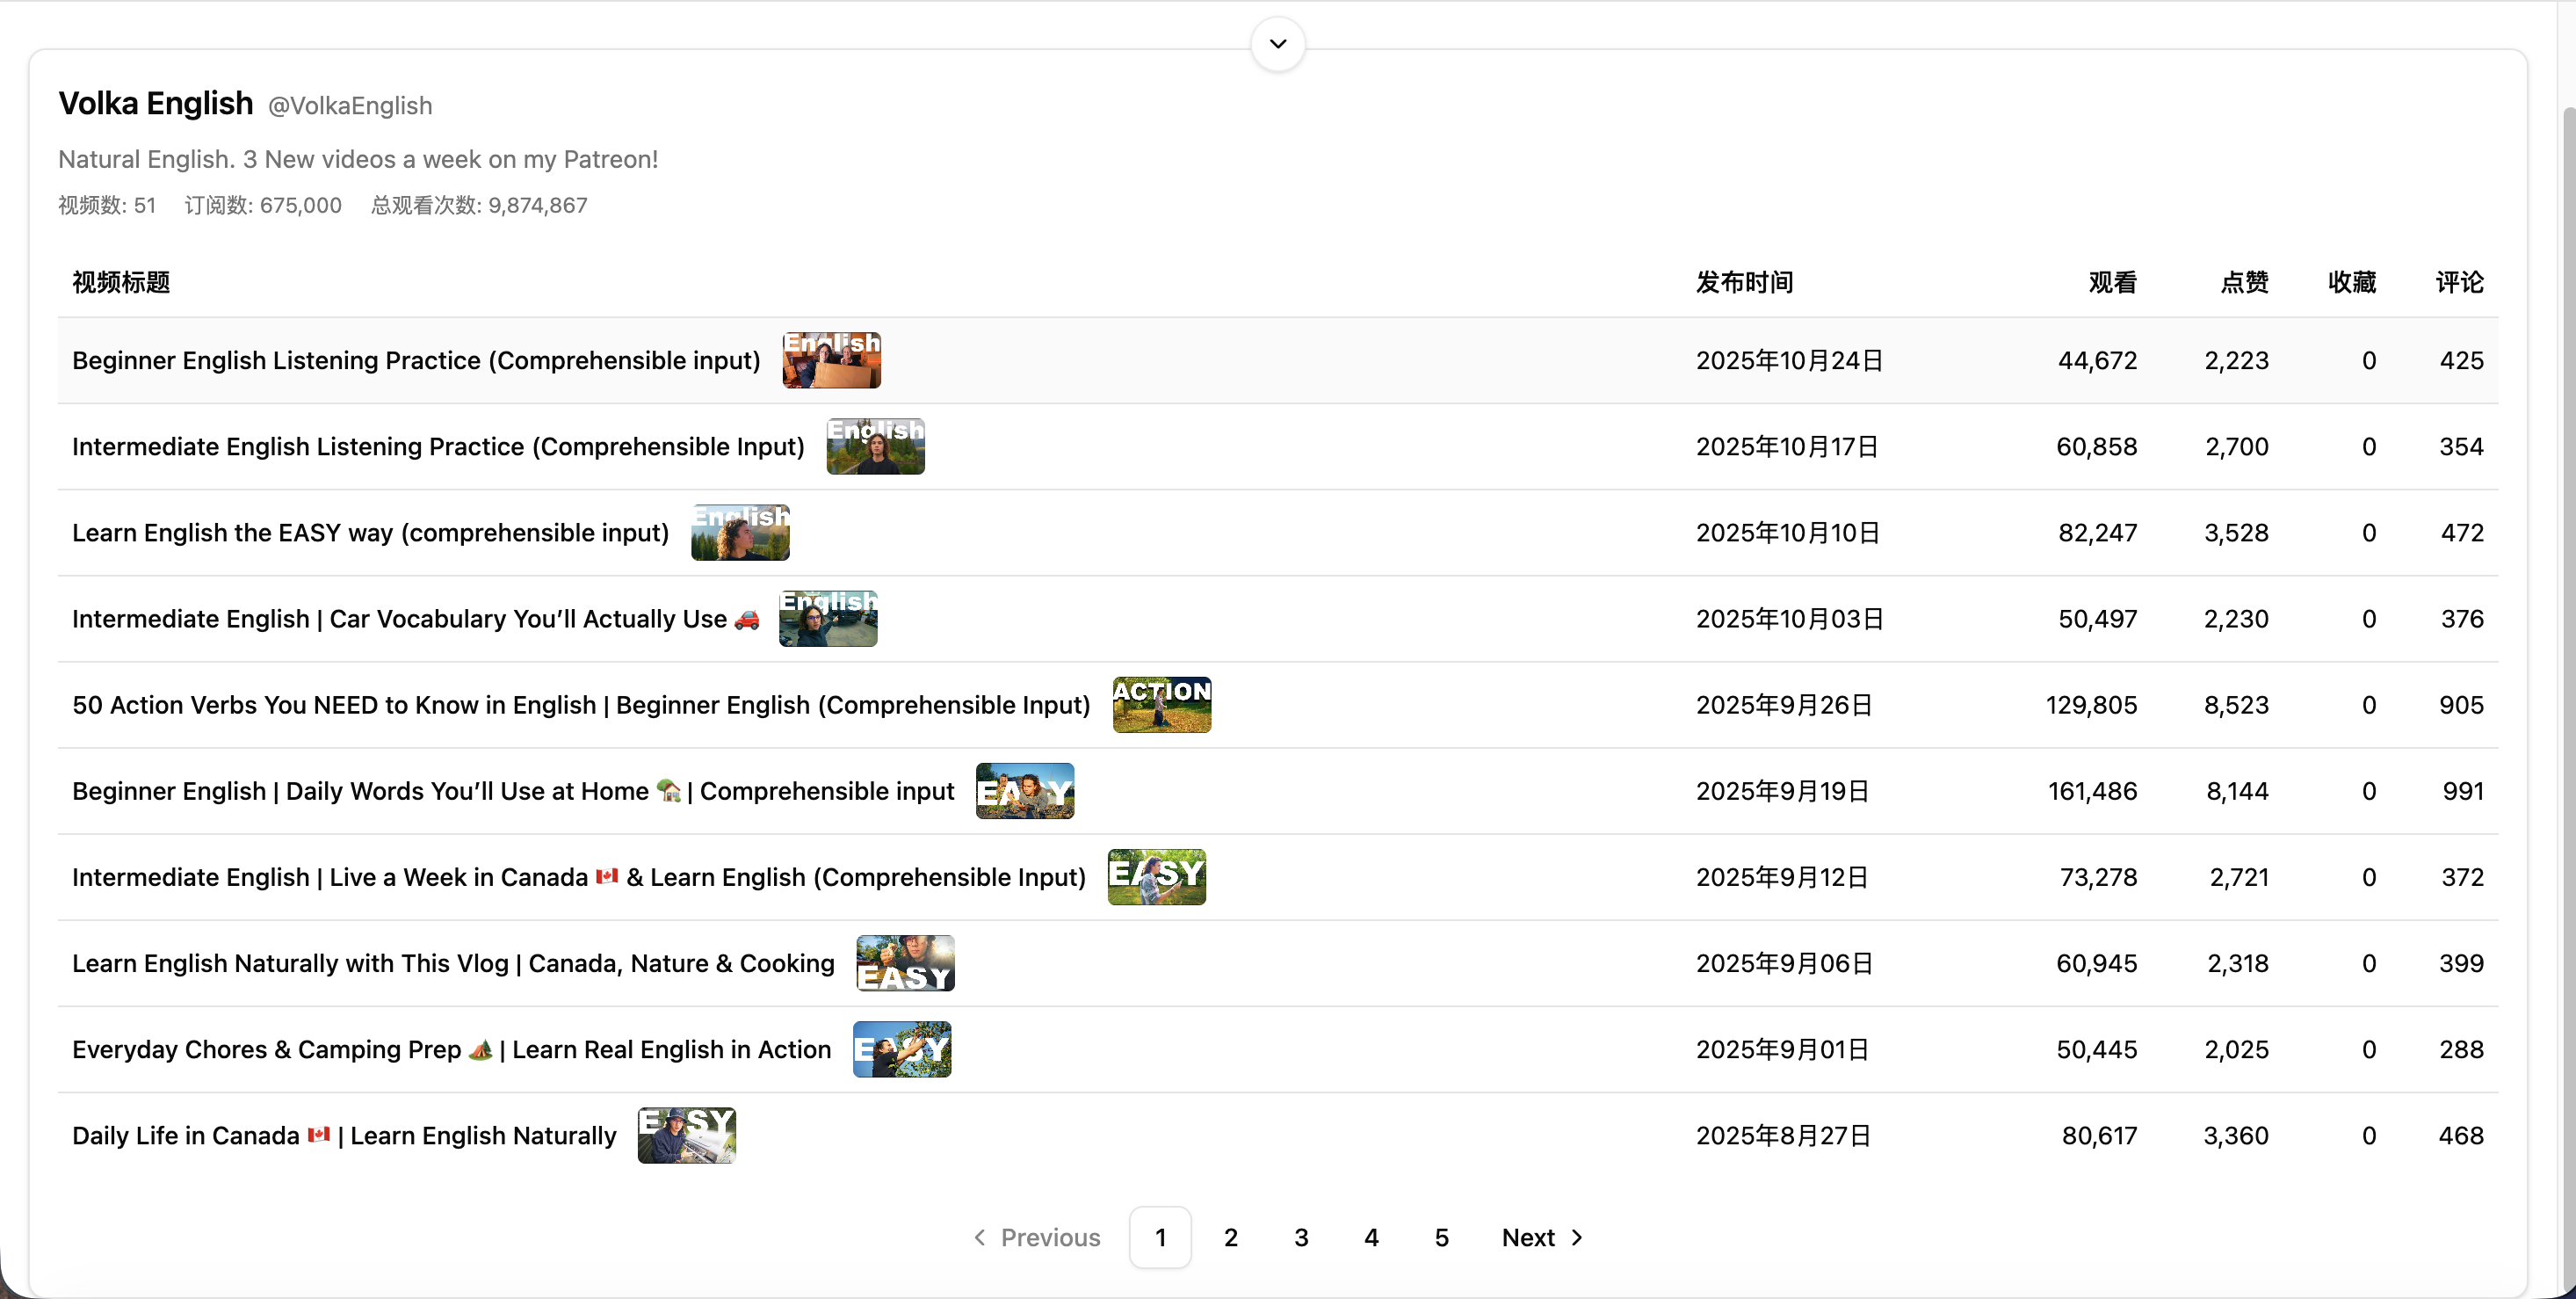 Volka English @VolkaEnglish
Natural English. 3 New videos a week on my Patreon!
视频数: 51 订阅数: 675,000 总观看次数: 9,874,867
视频标题 发布时间 观看 点赞 收藏 评论
Beginner English Listening Practice (Comprehensible input) English 2025年10月24日 44,672 2,223 0 425
Intermediate English Listening Practice (Comprehensible Input) English 2025年10月17日 60,858 2,700 0 354
Learn English the EASY way (comprehensible input) English 2025年10月10日 82,247 3,528 0 472
Intermediate English | Car Vocabulary You’ll Actually Use 🚗 English 2025年10月03日 50,497 2,230 0 376
50 Action Verbs You NEED to Know in English | Beginner English (Comprehensible Input) ACTION 2025年9月26日 129,805 8,523 0 905
Beginner English | Daily Words You’ll Use at Home 🏡 | Comprehensible input EASY 2025年9月19日 161,486 8,144 0 991
Intermediate English | Live a Week in Canada 🇨🇦 & Learn English (Comprehensible Input) EASY 2025年9月12日 73,278 2,721 0 372
Learn English Naturally with This Vlog | Canada, Nature & Cooking EASY 2025年9月06日 60,945 2,318 0 399
Everyday Chores & Camping Prep 🏕️ | Learn Real English in Action EASY 2025年9月01日 50,445 2,025 0 288
Daily Life in Canada 🇨🇦 | Learn English Naturally EASY 2025年8月27日 80,617 3,360 0 468
Previous 1 2 3 4 5 Next